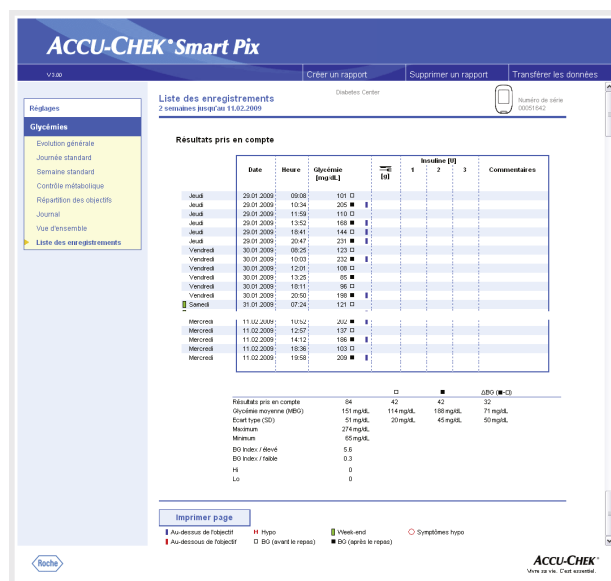 ACCU-CHEK® Smart Pix
V 3.00 Créer un rapport Supprimer un rapport Transférer les données
Réglages
Glycémies
Evolution générale
Journée standard
Semaine standard
Contrôle métabolique
Répartition des objectifs
Journal
Vue d'ensemble
Liste des enregistrements
Liste des enregistrements
2 semaines jusqu'au 11.02.2009
Diabetes Center
Numéro de série
00051642
Résultats pris en compte
Insuline [U]
Date Heure Glycémie 1 2 3 Commentaires
[mg/dL] [g]
Jeudi 29.01.2009 09:08 101
Jeudi 29.01.2009 10:34 205
Jeudi 29.01.2009 11:59 110
Jeudi 29.01.2009 13:52 168
Jeudi 29.01.2009 18:41 144
Jeudi 29.01.2009 20:47 231
Vendredi 30.01.2009 08:25 123
Vendredi 30.01.2009 10:03 232
Vendredi 30.01.2009 12:01 108
Vendredi 30.01.2009 13:25 85
Vendredi 30.01.2009 18:11 96
Vendredi 30.01.2009 20:50 198
Samedi 31.01.2009 07:24 121
Mercredi 11.02.2009 10:52 202
Mercredi 11.02.2009 12:57 137
Mercredi 11.02.2009 14:12 186
Mercredi 11.02.2009 18:36 103
Mercredi 11.02.2009 19:58 209
□ ■ ΔBG (■-□)
Résultats pris en compte 84 42 42 32
Glycémie moyenne (MBG) 151 mg/dL 114 mg/dL 188 mg/dL 71 mg/dL
Ecart type (SD) 51 mg/dL 20 mg/dL 45 mg/dL 50 mg/dL
Maximum 274 mg/dL
Minimum 65 mg/dL
BG Index / élevé 5.6
BG Index / faible 0.3
Hi 0
Lo 0
Imprimer page
Au-dessus de l'objectif Hypo Week-end Symptômes hypo
Au-dessous de l'objectif BG (avant le repas) BG (après le repas)
Roche
ACCU-CHEK®
Vivre sa vie. C'est essentiel.